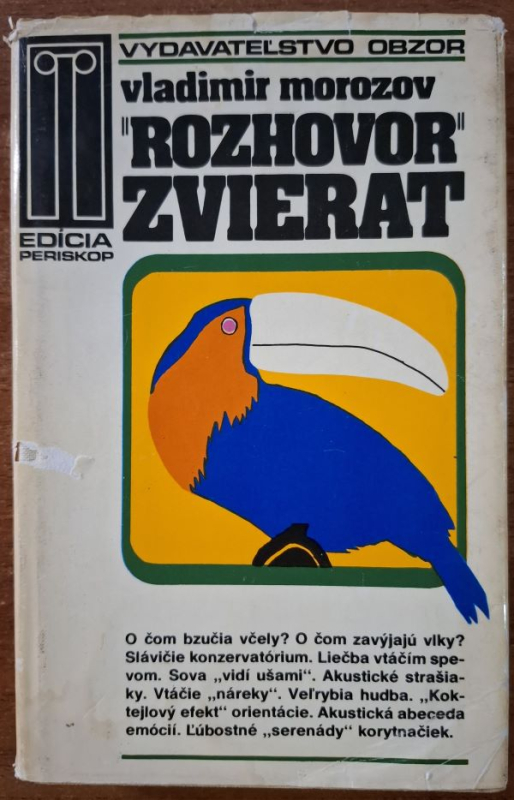 VYDAVATEĽSTVO OBZOR
vladimir morozov
"ROZHOVOR"
ZVIERAT
EDÍCIA
PERISKOP
O čom bzučia včely? O čom zavýjajú vlky?
Slávičie konzervatórium. Liečba vtáčím spe-
vom. Sova „vidí ušami". Akustické strašia-
ky. Vtáčie „náreky". Veľrybia hudba. „Kok-
tejlový efekt" orientácie. Akustická abeceda
emócií. Ľúbostné „serenády" korytnačiek.